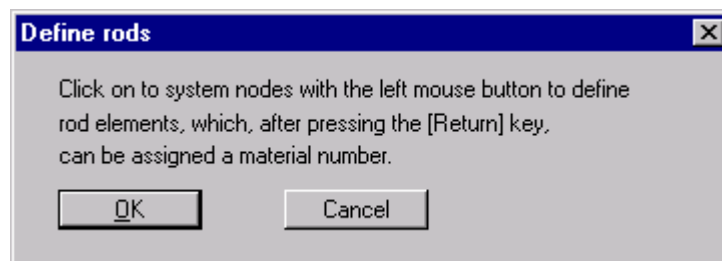 Define rods
Click on to system nodes with the left mouse button to define
rod elements, which, after pressing the [Return] key,
can be assigned a material number.
OK Cancel